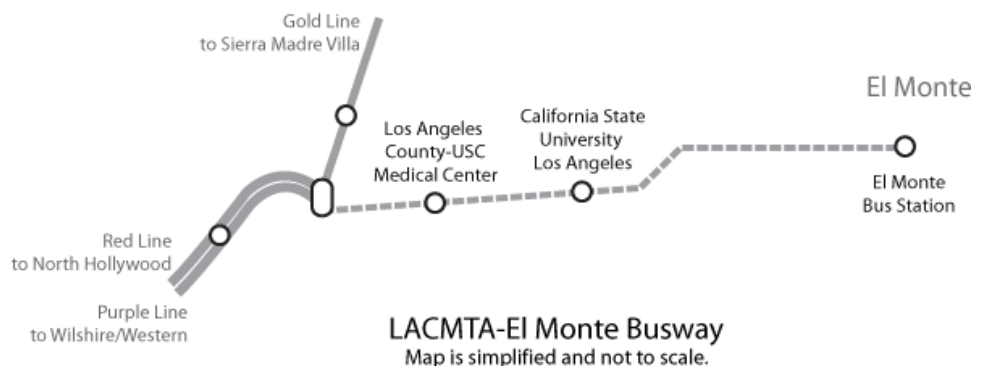 Gold Line
to Sierra Madre Villa
El Monte
Los Angeles
County-USC
Medical Center
California State
University
Los Angeles
El Monte
Bus Station
Red Line
to North Hollywood
Purple Line
to Wilshire/Western
LACMTA-El Monte Busway
Map is simplified and not to scale.